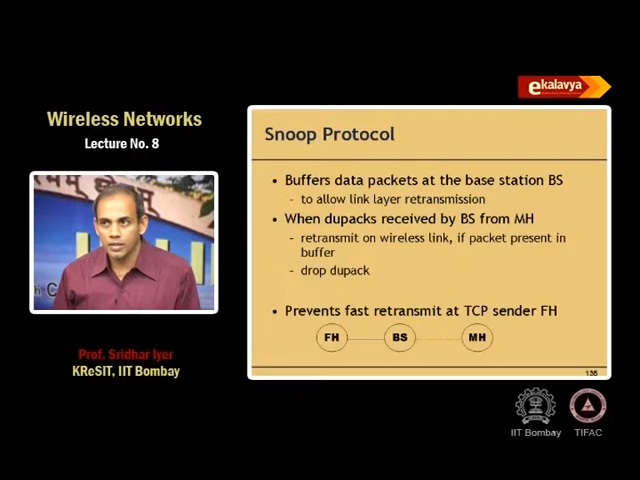 ekalavya
Wireless Networks
Lecture No. 8
Snoop Protocol
• Buffers data packets at the base station BS
– to allow link layer retransmission
• When dupacks received by BS from MH
– retransmit on wireless link, if packet present in
buffer
– drop dupack
• Prevents fast retransmit at TCP sender FH
FH BS MH
136
Prof. Sridhar Iyer
KReSIT, IIT Bombay
IIT Bombay
TIFAC